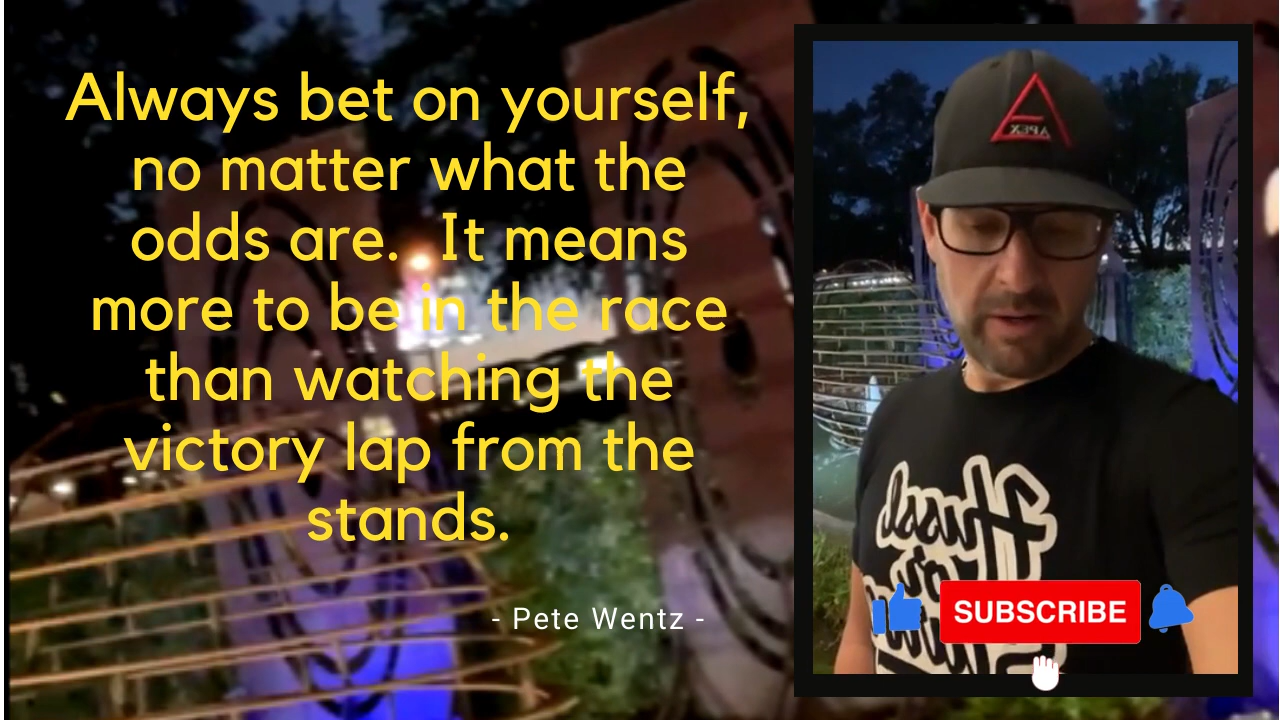 Always bet on yourself,
no matter what the
odds are.  It means
more to be in the race
than watching the
victory lap from the
stands.
- Pete Wentz -
APEX
SUBSCRIBE